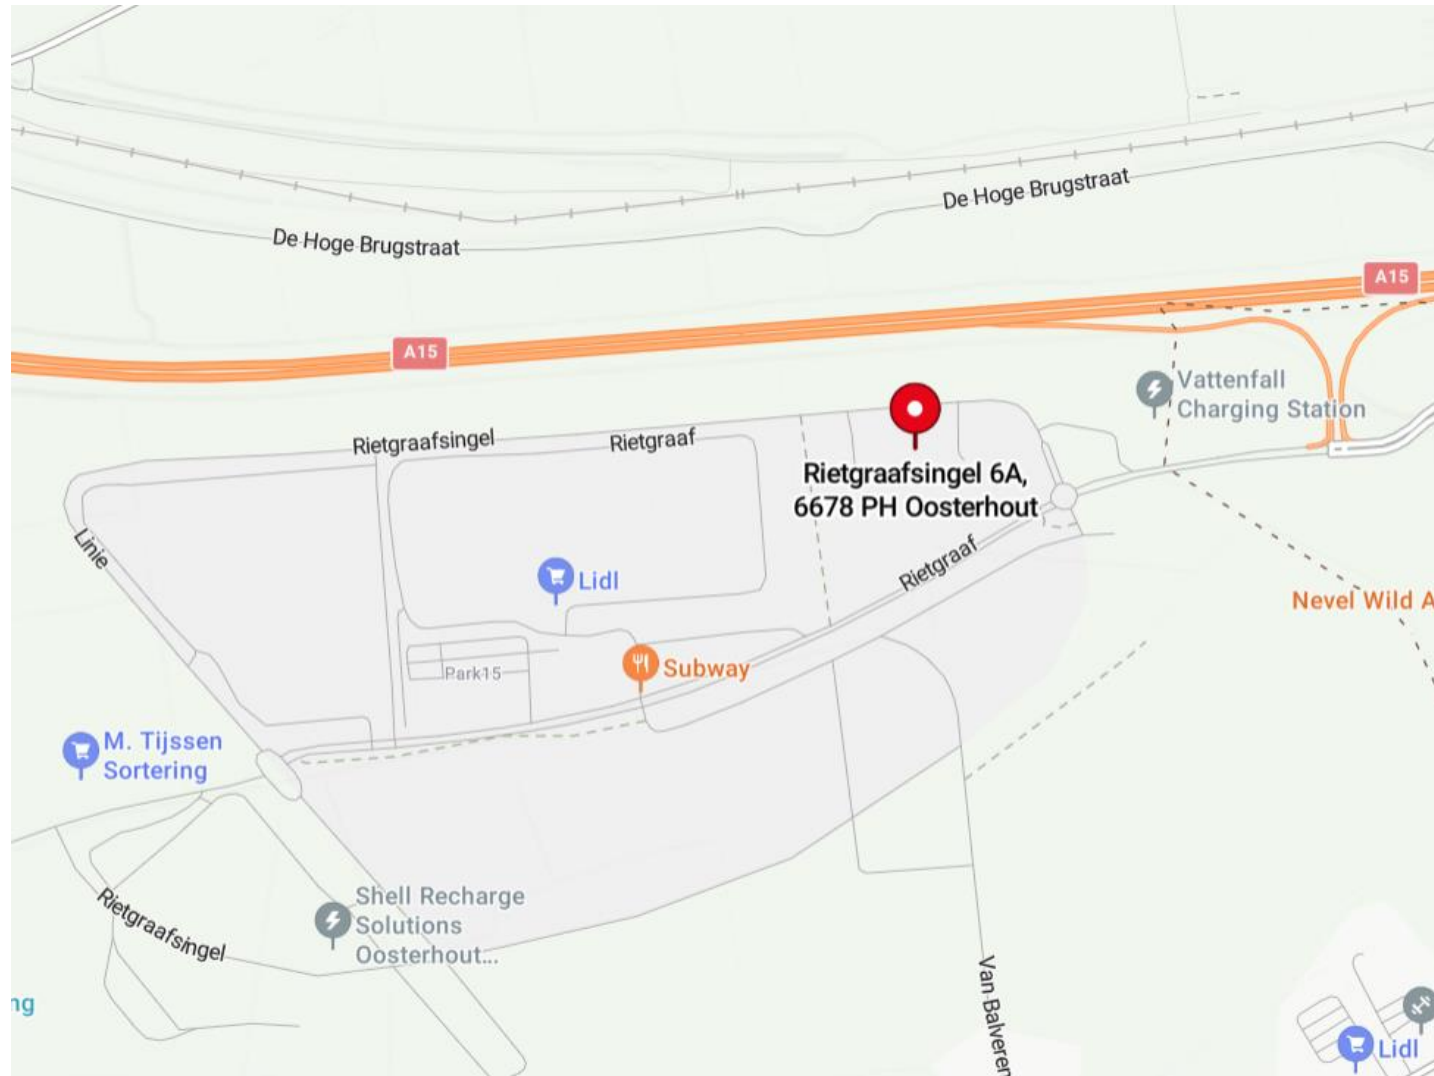 De Hoge Brugstraat
De Hoge Brugstraat
A15
A15
Vattenfall
Charging Station
Rietgraafsingel
Rietgraaf
Rietgraafsingel 6A,
6678 PH Oosterhout
Linie
Lidl
Rietgraaf
Nevel Wild A
Park15
Subway
M. Tijssen
Sortering
Rietgraafsingel
Shell Recharge
Solutions
Oosterhout...
Van Balveren
ng
Lidl